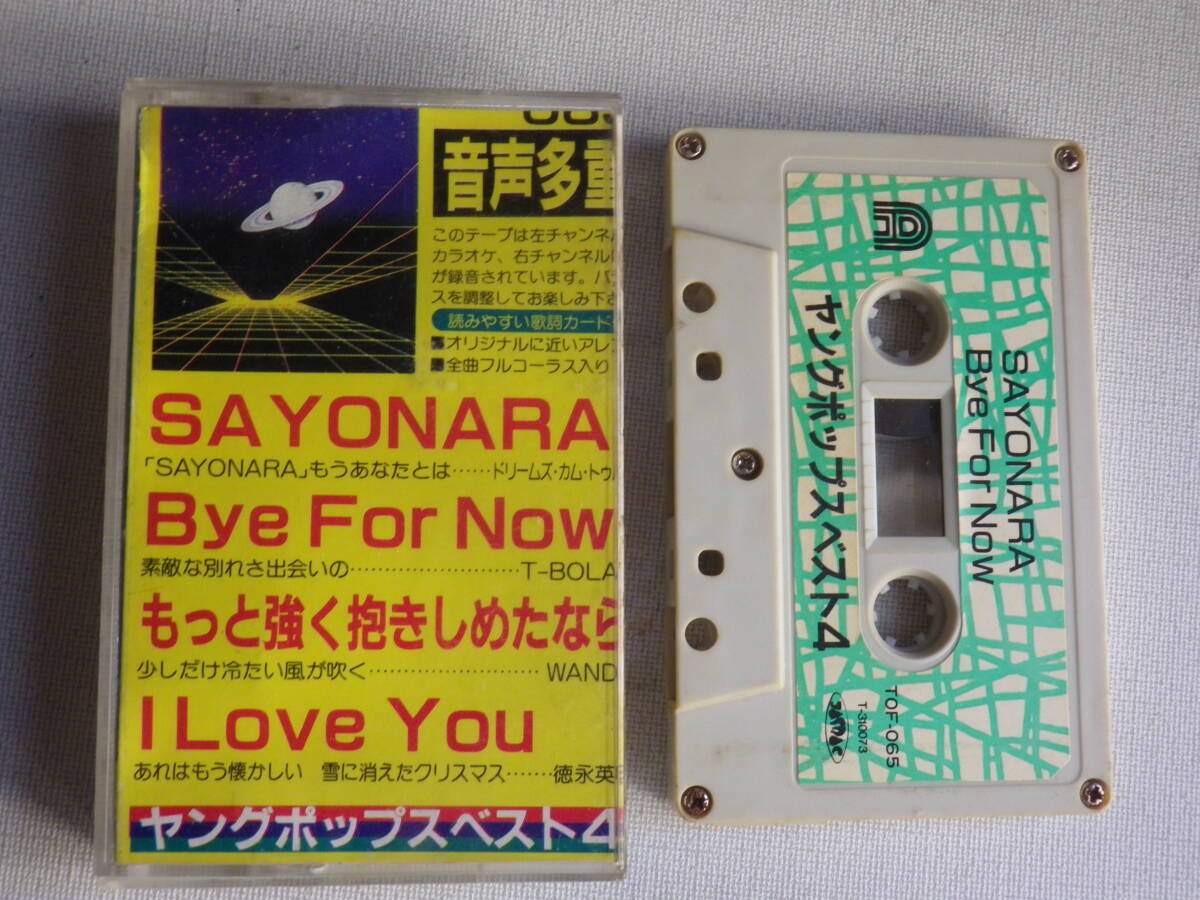 音声多重
このテープは左チャンネル
カラオケ、右チャンネル
が録音されています。バラ
スを調整してお楽しみ下さ
読みやすい歌詞カード
■オリジナルに近いアレン
■全曲フルコーラス入り
SAYONARA
「SAYONARA」もうあなたとは……ドリームズ・カム・トゥル
Bye For Now
素敵な別れさ出会いの……………………T-BOLA
もっと強く抱きしめたなら
少しだけ冷たい風が吹く……………………WAND
I Love You
あれはもう懐かしい 雪に消えたクリスマス……徳永英
ヤングポップスベスト4
SAYONARA
Bye For Now
ヤングポップスベスト4
TOF-065
T-310073